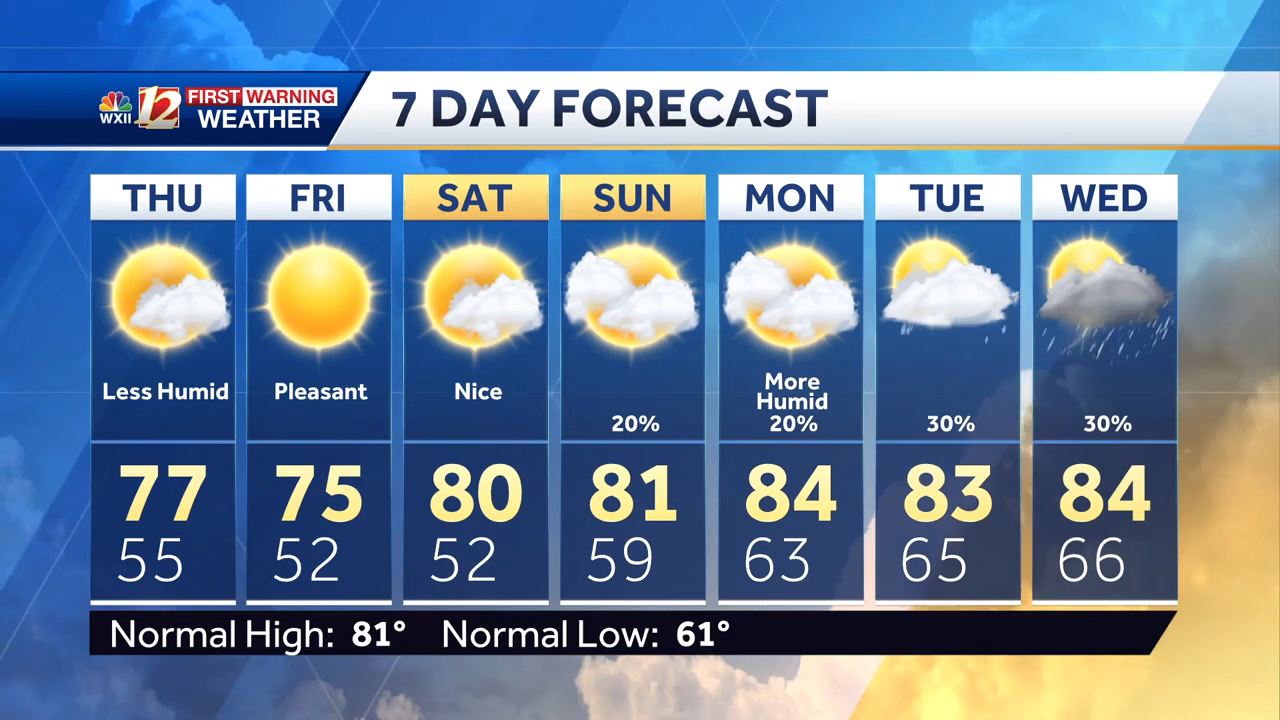 WXII 12 FIRST WARNING WEATHER
7 DAY FORECAST
THU FRI SAT SUN MON TUE WED
Less Humid Pleasant Nice More Humid
20% 20% 30% 30%
77 75 80 81 84 83 84
55 52 52 59 63 65 66
Normal High: 81° Normal Low: 61°